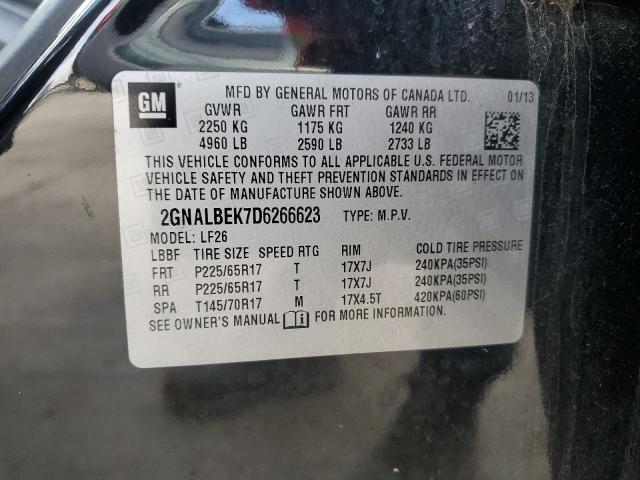 GM
MFD BY GENERAL MOTORS OF CANADA LTD. 01/13
GVWR GAWR FRT GAWR RR
2250 KG 1175 KG 1240 KG
4960 LB 2590 LB 2733 LB
THIS VEHICLE CONFORMS TO ALL APPLICABLE U.S. FEDERAL MOTOR
VEHICLE SAFETY AND THEFT PREVENTION STANDARDS IN EFFECT ON
THE DATE OF MANUFACTURE SHOWN ABOVE.
2GNALBEK7D6266623 TYPE: M.P.V.
MODEL: LF26
LBBF TIRE SIZE SPEED RTG RIM COLD TIRE PRESSURE
FRT P225/65R17 T 17X7J 240KPA(35PSI)
RR P225/65R17 T 17X7J 240KPA(35PSI)
SPA T145/70R17 M 17X4.5T 420KPA(60PSI)
SEE OWNER'S MANUAL FOR MORE INFORMATION